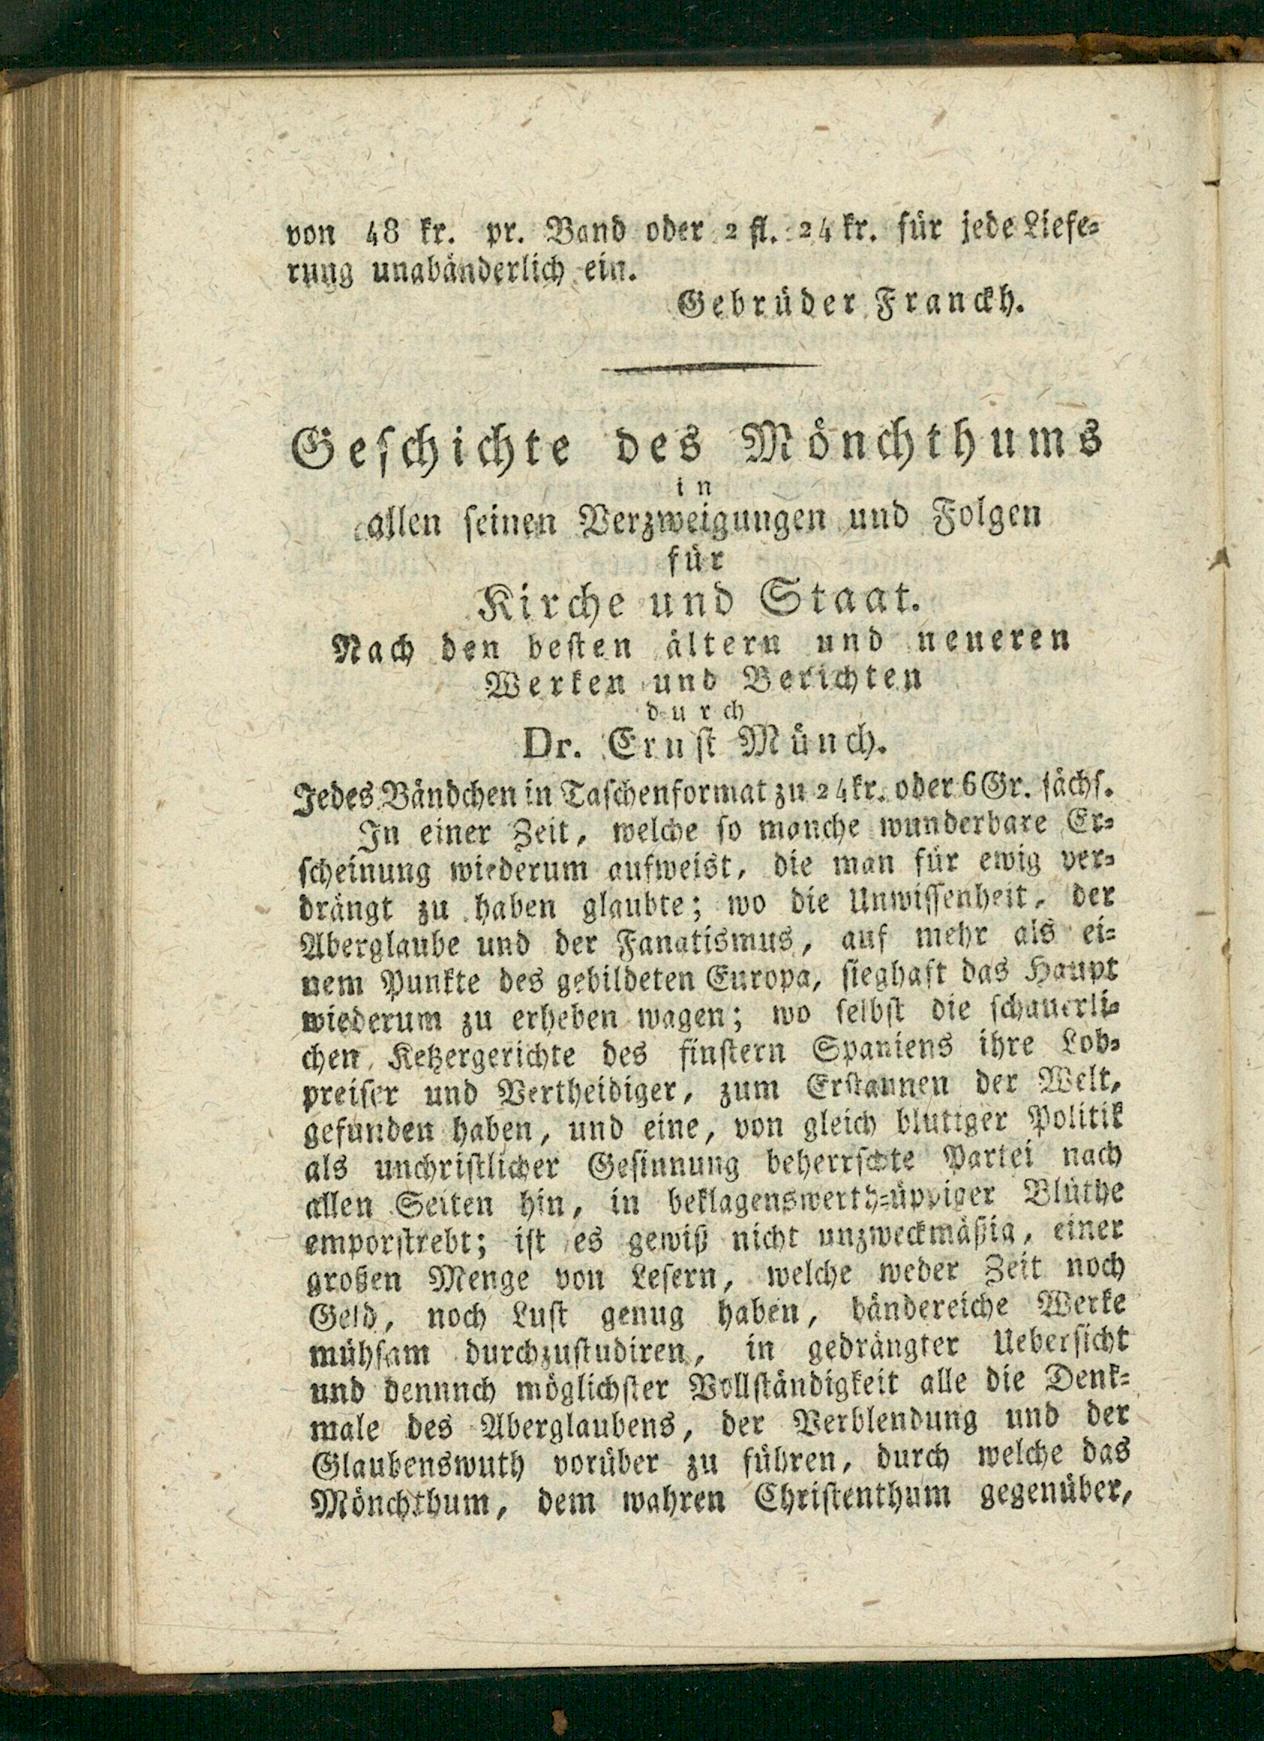 von 48 kr. pr. Band oder 2 fl. 24 kr. für jede Liefe-
rung unabänderlich ein.
Gebrüder Franckh.
Geschichte des Mönchthums
in
allen seinen Verzweigungen und Folgen
für
Kirche und Staat.
Nach den besten ältern und neueren
Werken und Berichten
durch
Dr. Ernst Münch.
Jedes Bändchen in Taschenformat zu 24 kr. oder 6 Gr. sächs.
In einer Zeit, welche so manche wunderbare Er-
scheinung wiederum aufweist, die man für ewig ver-
drängt zu haben glaubte; wo die Unwissenheit, der
Aberglaube und der Fanatismus, auf mehr als ei-
nem Punkte des gebildeten Europa, sieghaft das Haupt
wiederum zu erheben wagen; wo selbst die schauerli-
chen Ketzergerichte des finstern Spaniens ihre Lob-
preiser und Vertheidiger, zum Erstaunen der Welt,
gefunden haben, und eine, von gleich blutiger Politik
als unchristlicher Gesinnung beherrschte Partei nach
allen Seiten hin, in beklagenswerth-üppiger Blüthe
emporstrebt; ist es gewiß nicht unzweckmäßig, einer
großen Menge von Lesern, welche weder Zeit noch
Geld, noch Lust genug haben, bändereiche Werke
mühsam durchzustudiren, in gedrängter Uebersicht
und dennnch möglichster Vollständigkeit alle die Denk-
male des Aberglaubens, der Verblendung und der
Glaubenswuth vorüber zu führen, durch welche das
Mönchthum, dem wahren Christenthum gegenüber,